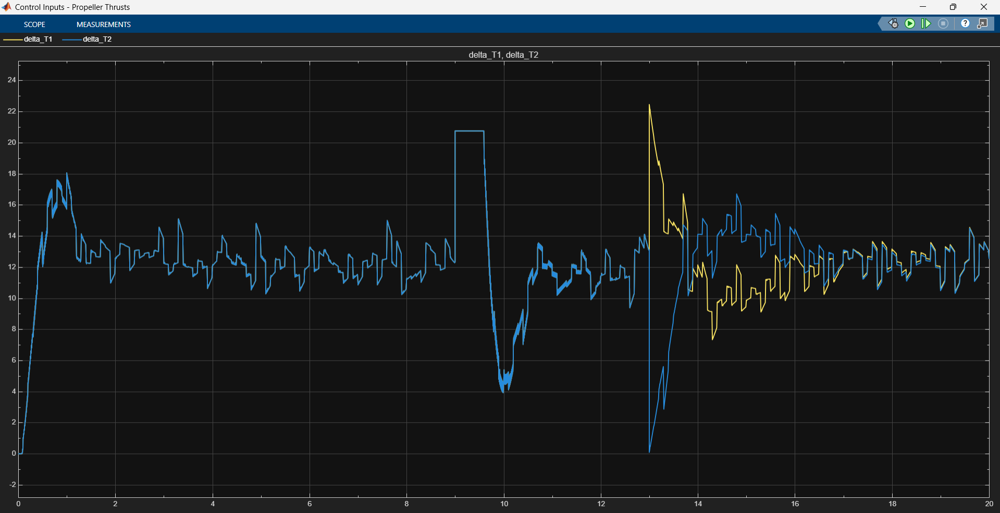 Control Inputs - Propeller Thrusts
SCOPE MEASUREMENTS
delta_T1 delta_T2
delta_T1, delta_T2
24
22
20
18
16
14
12
10
8
6
4
2
0
-2
0 2 4 6 8 10 12 14 16 18 20